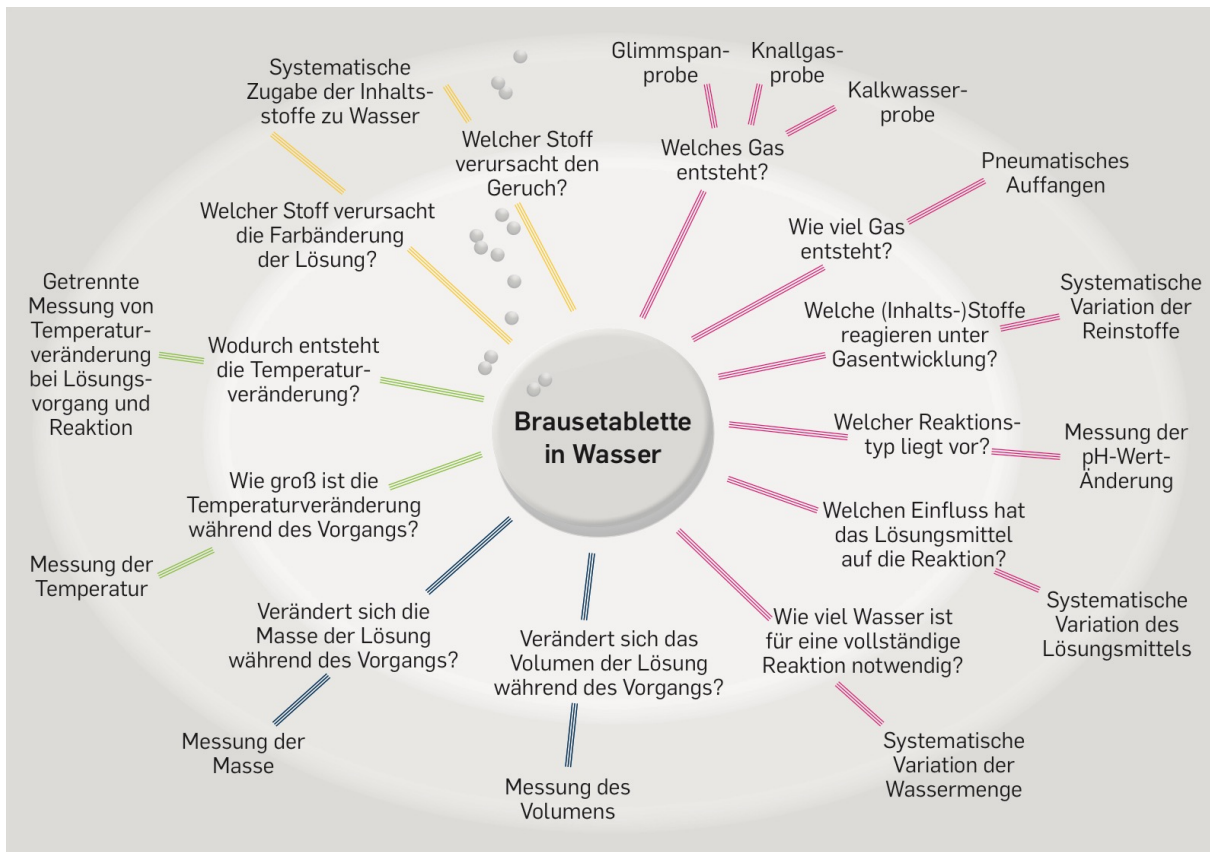 Brausetablette
in Wasser
Systematische
Zugabe der Inhalts-
stoffe zu Wasser
Welcher Stoff
verursacht den
Geruch?
Welcher Stoff verursacht
die Farbänderung
der Lösung?
Getrennte
Messung von
Temperatur-
veränderung
bei Lösungs-
vorgang und
Reaktion
Wodurch entsteht
die Temperatur-
veränderung?
Wie groß ist die
Temperaturveränderung
während des Vorgangs?
Messung der
Temperatur
Verändert sich die
Masse der Lösung
während des Vorgangs?
Messung der
Masse
Verändert sich das
Volumen der Lösung
während des Vorgangs?
Messung des
Volumens
Glimmspan-
probe
Knallgas-
probe
Kalkwasser-
probe
Welches Gas
entsteht?
Pneumatisches
Auffangen
Wie viel Gas
entsteht?
Systematische
Variation der
Reinstoffe
Welche (Inhalts-)Stoffe
reagieren unter
Gasentwicklung?
Welcher Reaktions-
typ liegt vor?
Messung der
pH-Wert-
Änderung
Welchen Einfluss hat
das Lösungsmittel
auf die Reaktion?
Systematische
Variation des
Lösungsmittels
Wie viel Wasser ist
für eine vollständige
Reaktion notwendig?
Systematische
Variation der
Wassermenge